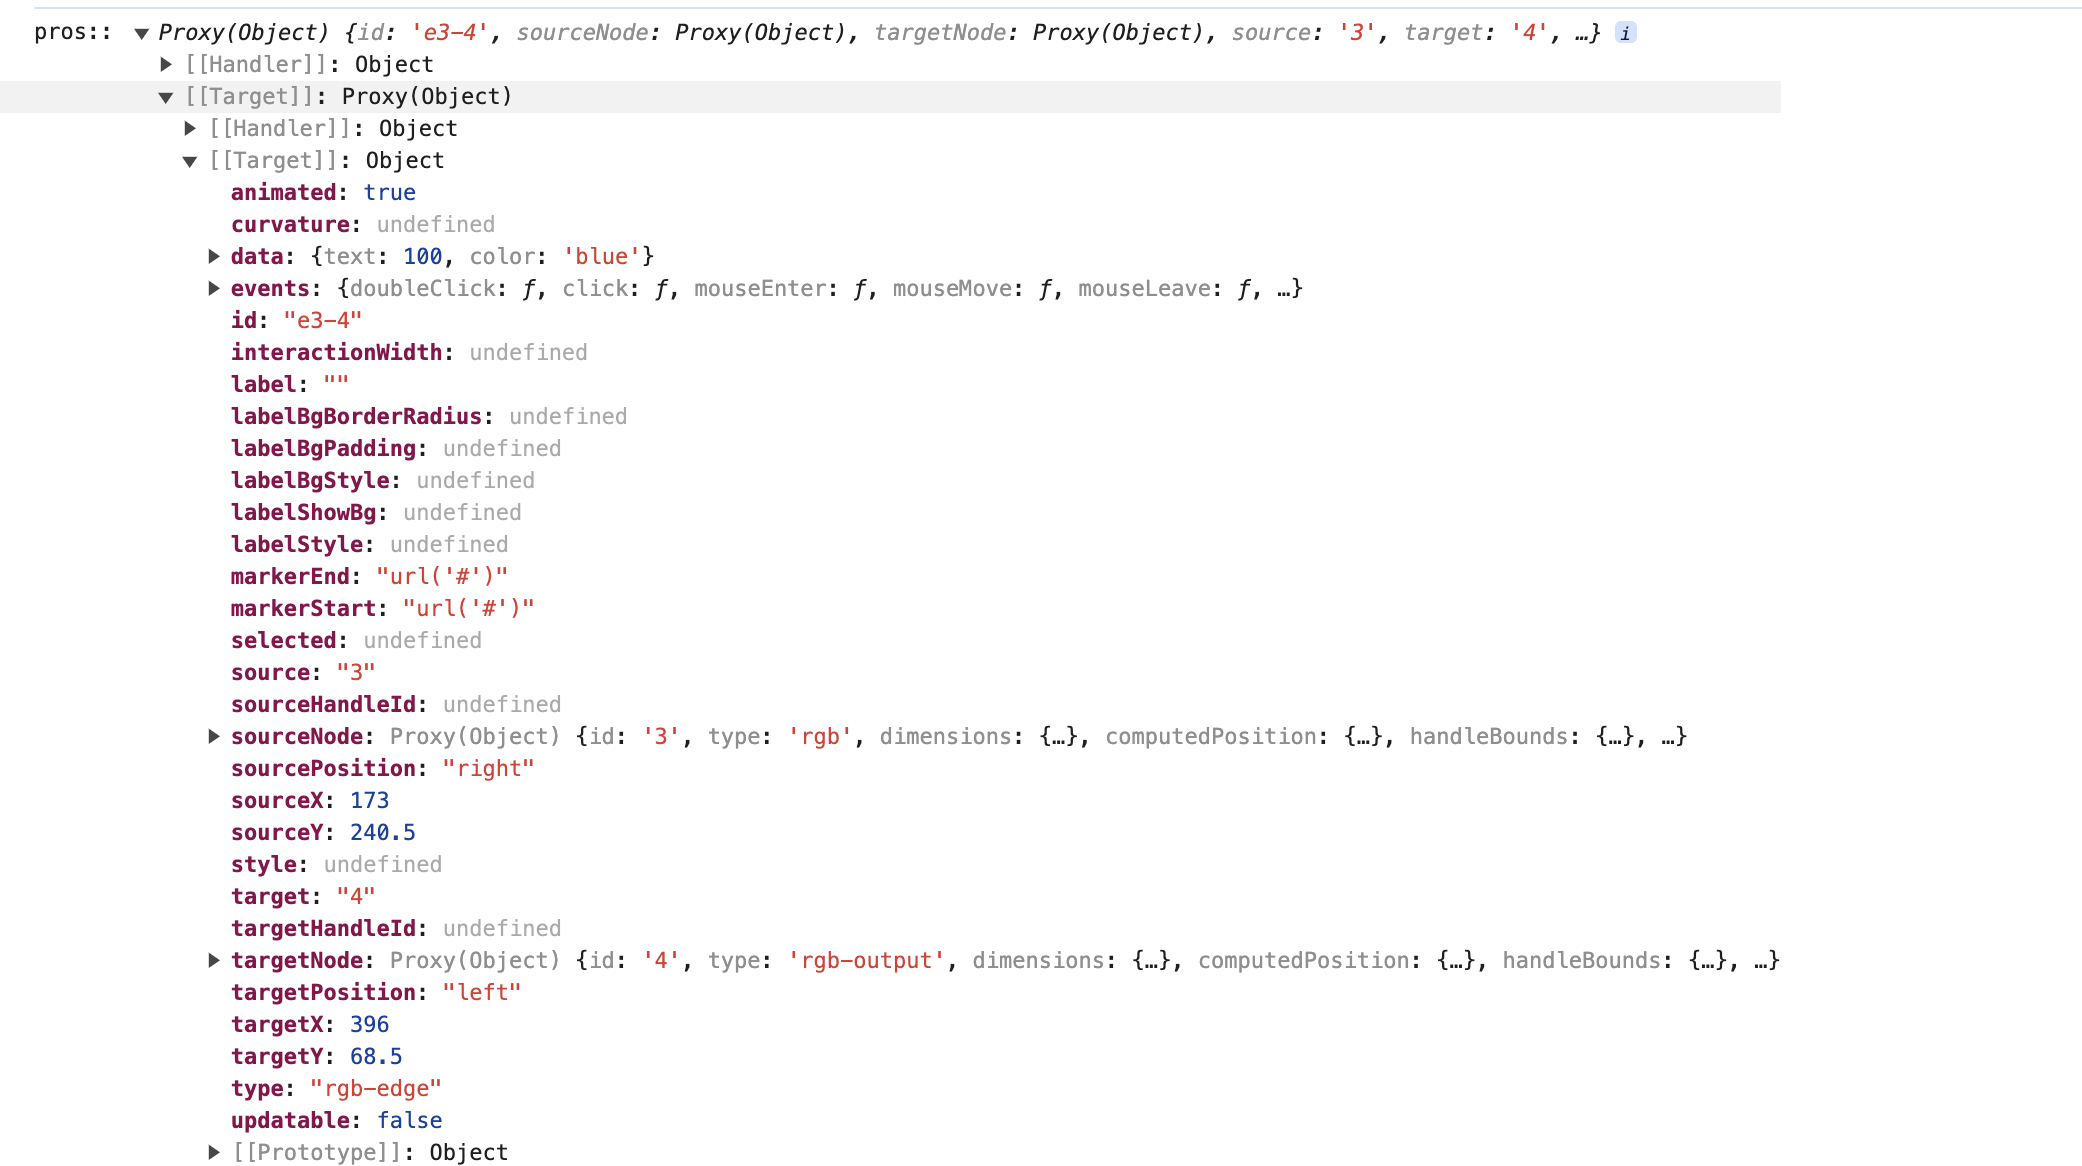 pros:: ▼Proxy(Object) {id: 'e3-4', sourceNode: Proxy(Object), targetNode: Proxy(Object), source: '3', target: '4', …} i
▶[[Handler]]: Object
▼[[Target]]: Proxy(Object)
▶[[Handler]]: Object
▼[[Target]]: Object
animated: true
curvature: undefined
▶data: {text: 100, color: 'blue'}
▶events: {doubleClick: ƒ, click: ƒ, mouseEnter: ƒ, mouseMove: ƒ, mouseLeave: ƒ, …}
id: "e3-4"
interactionWidth: undefined
label: ""
labelBgBorderRadius: undefined
labelBgPadding: undefined
labelBgStyle: undefined
labelShowBg: undefined
labelStyle: undefined
markerEnd: "url('#')"
markerStart: "url('#')"
selected: undefined
source: "3"
sourceHandleId: undefined
▶sourceNode: Proxy(Object) {id: '3', type: 'rgb', dimensions: {…}, computedPosition: {…}, handleBounds: {…}, …}
sourcePosition: "right"
sourceX: 173
sourceY: 240.5
style: undefined
target: "4"
targetHandleId: undefined
▶targetNode: Proxy(Object) {id: '4', type: 'rgb-output', dimensions: {…}, computedPosition: {…}, handleBounds: {…}, …}
targetPosition: "left"
targetX: 396
targetY: 68.5
type: "rgb-edge"
updatable: false
▶[[Prototype]]: Object